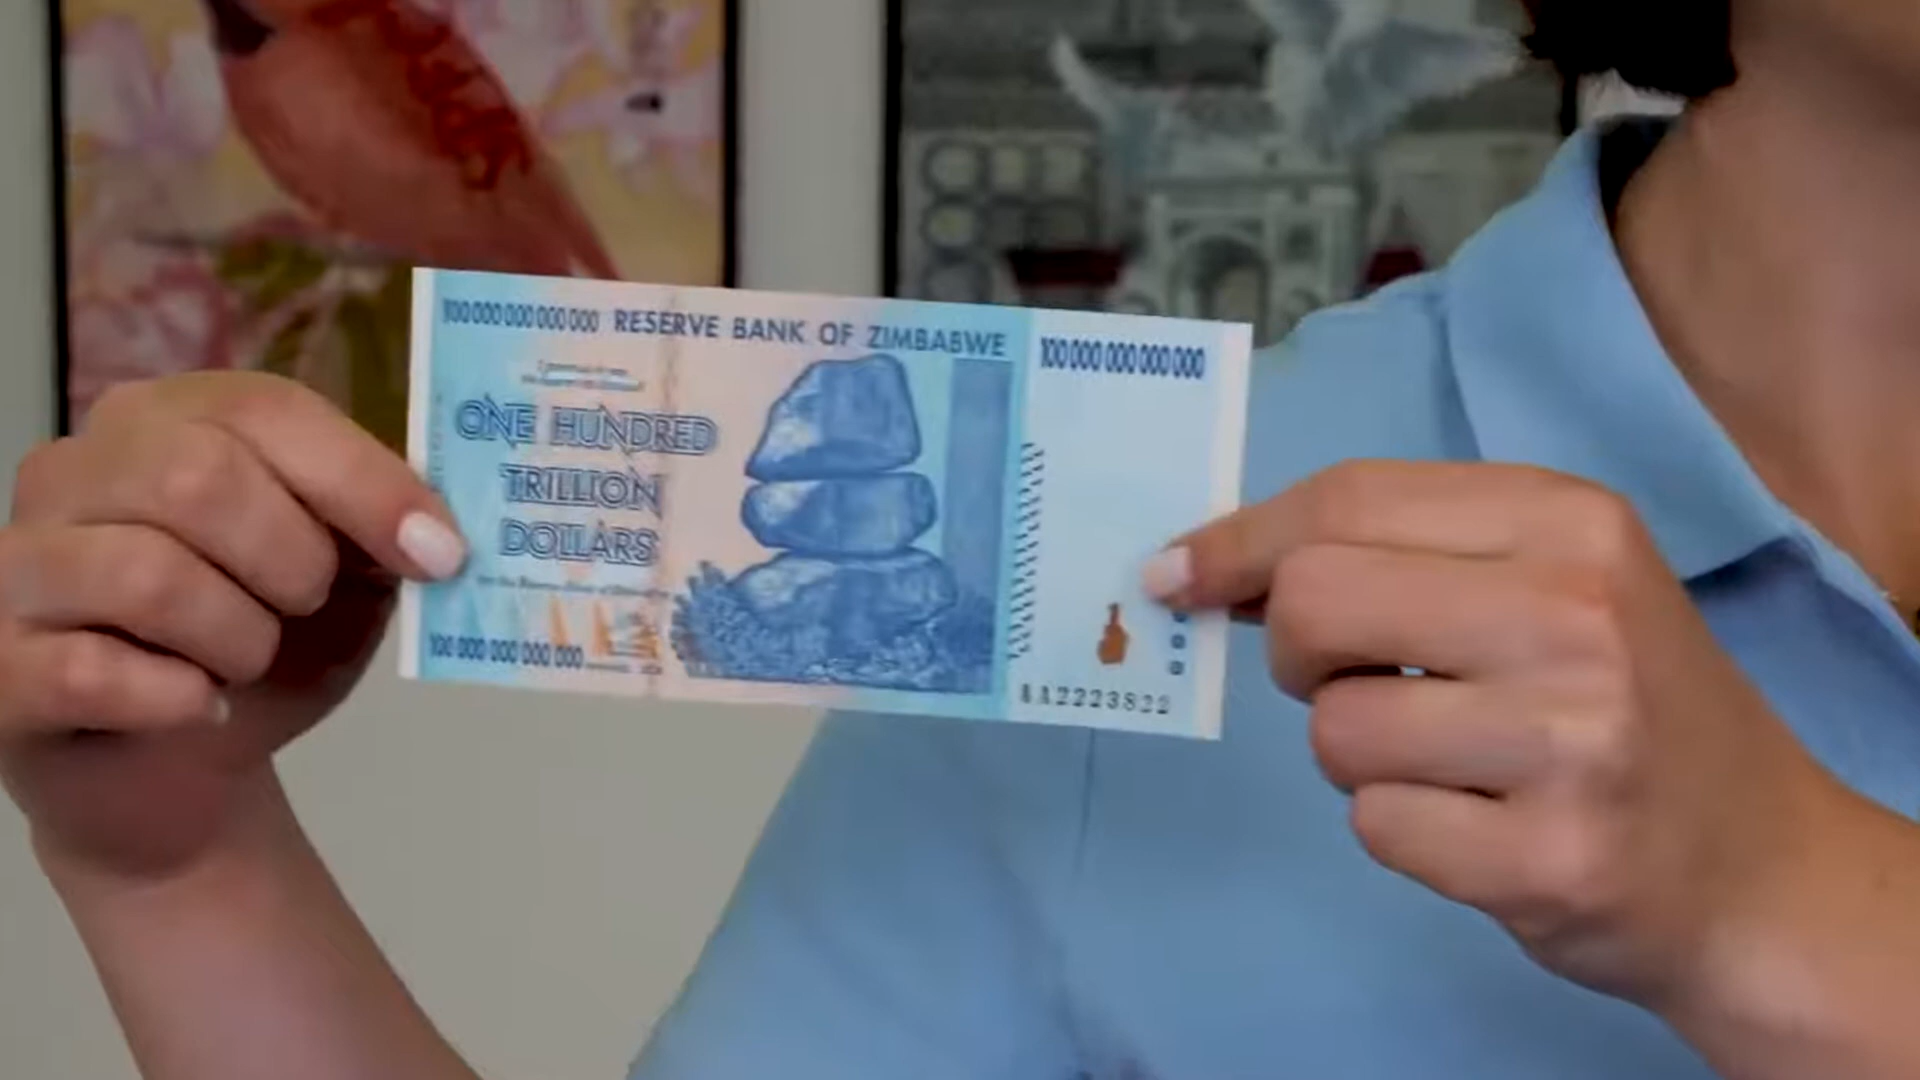 100 000 000 000 000 RESERVE BANK OF ZIMBABWE
100 000 000 000 000
ONE HUNDRED
TRILLION
DOLLARS
100 000 000 000 000
AA2223822